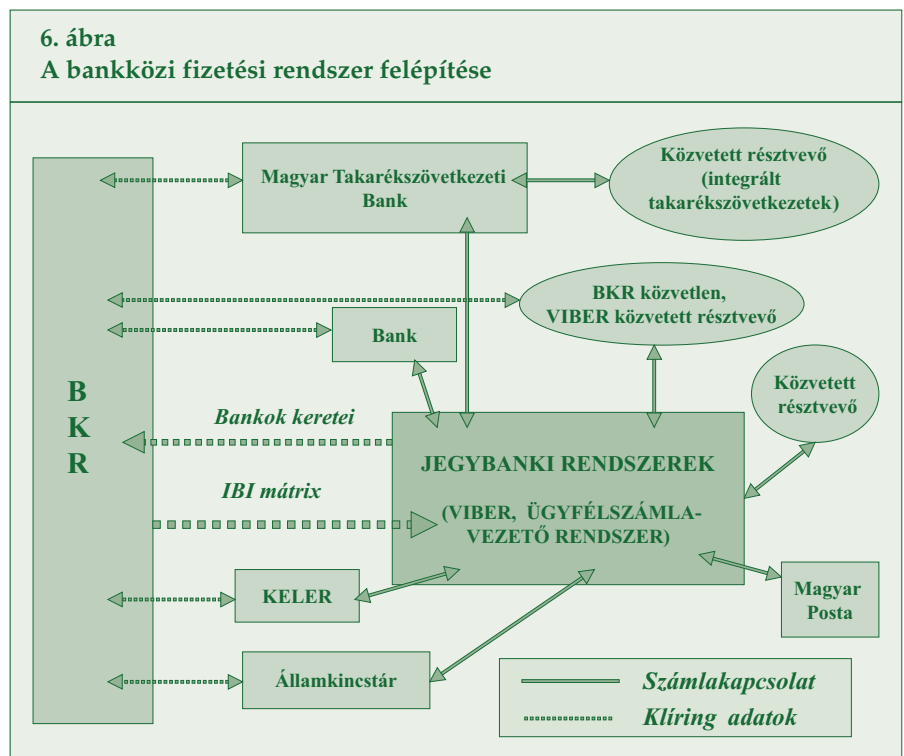 6. ábra
A bankközi fizetési rendszer felépítése
Magyar Takarékszövetkezeti
Bank
Közvetett résztvevő
(integrált
takarékszövetkezetek)
BKR közvetlen,
VIBER közvetett résztvevő
Bank
Közvetett
résztvevő
B
K
R
Bankok keretei
JEGYBANKI RENDSZEREK
IBI mátrix
(VIBER, ÜGYFÉLSZÁMLA-
VEZETŐ RENDSZER)
KELER
Magyar
Posta
Államkincstár
Számlakapcsolat
Klíring adatok